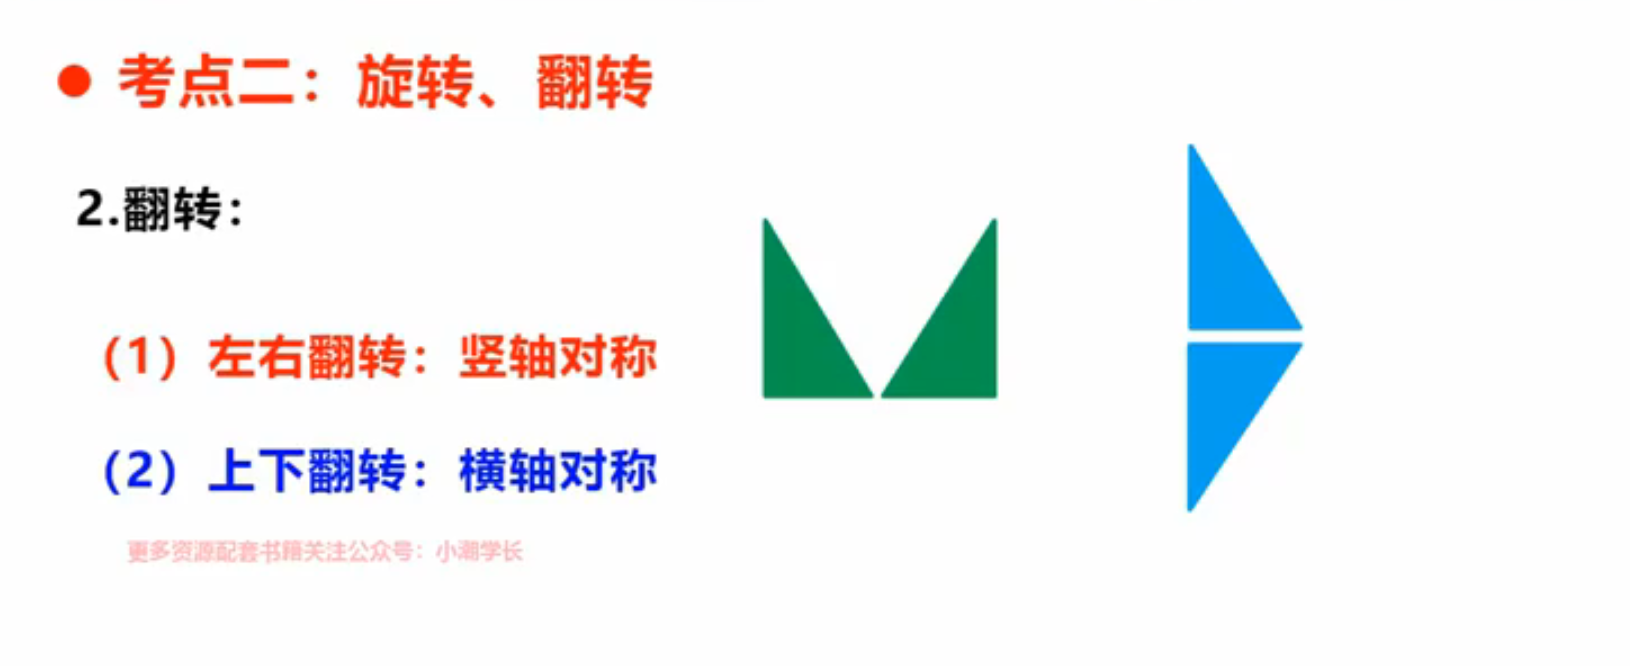 ● 考点二：旋转、翻转
2.翻转：
（1）左右翻转：竖轴对称
（2）上下翻转：横轴对称
更多资源配套书籍关注公众号：小潮学长